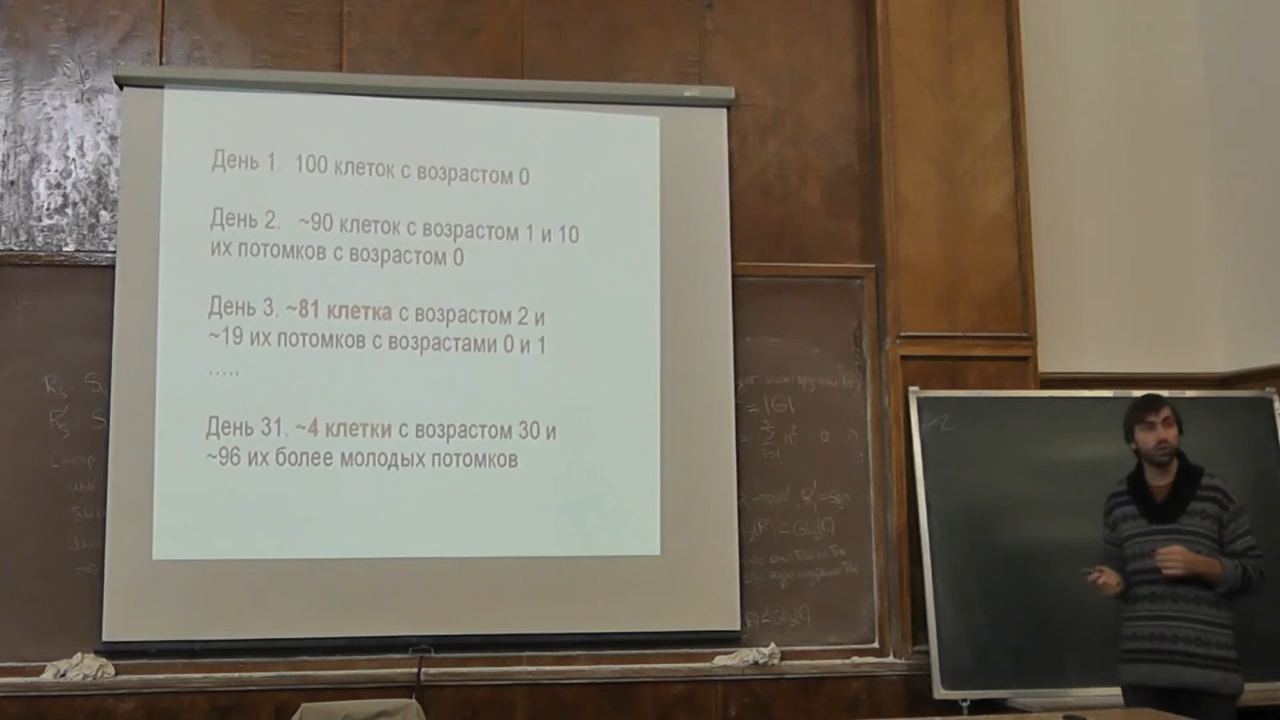 День 1. 100 клеток с возрастом 0
День 2. ~90 клеток с возрастом 1 и 10
их потомков с возрастом 0
День 3. ~81 клетка с возрастом 2 и
~19 их потомков с возрастами 0 и 1
.....
День 31. ~4 клетки с возрастом 30 и
~96 их более молодых потомков
= |G|